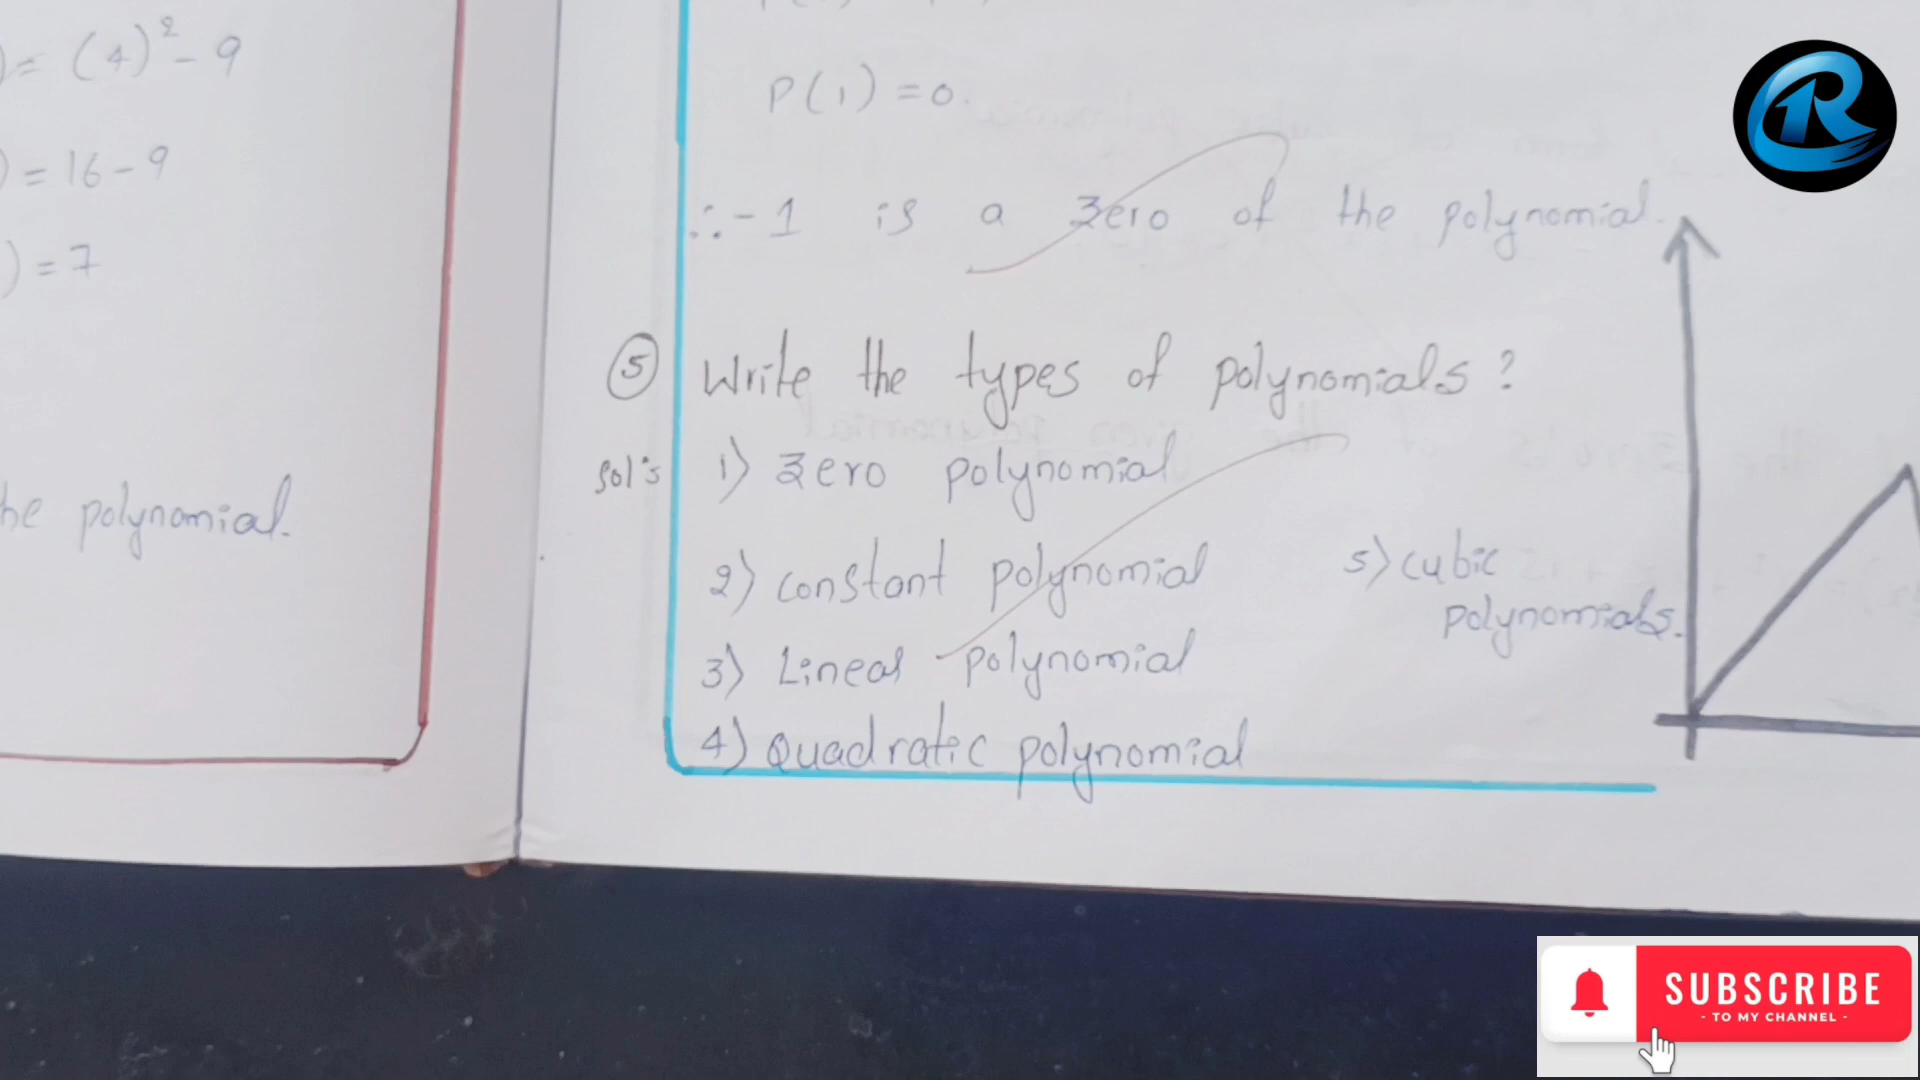 = (4)² - 9
) = 16 - 9
) = 7
he polynomial.
P(1) = 0.
∴ -1 is a zero of the polynomial.
5 Write the types of polynomials?
Sol's 1) Zero polynomial
2) constant polynomial
3) Linear polynomial
4) Quadratic polynomial
5) cubic
polynomials.
R
SUBSCRIBE
- TO MY CHANNEL -